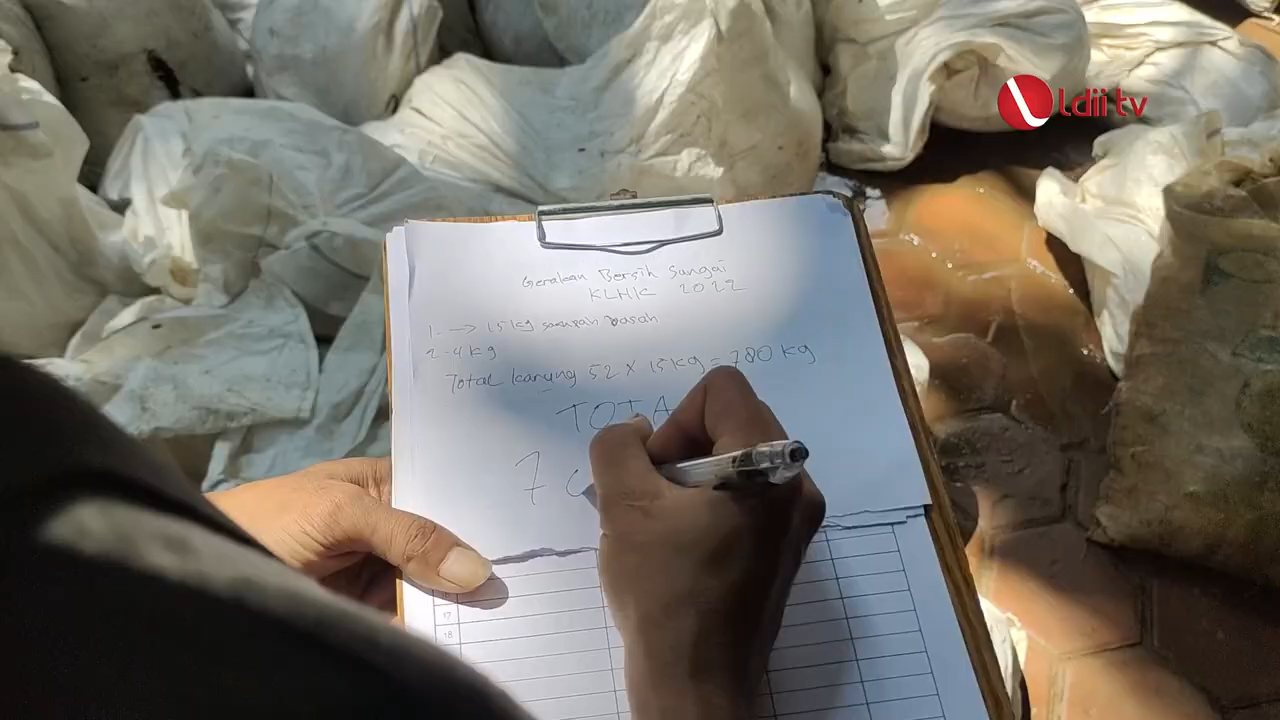 Ldii tv
Gerakan Bersih Sungai
KLHK 2022
1. → 15 kg sampah basah
2 - 4 kg
Total karung 52 x 15 kg = 780 kg
TOTA
7
17
18